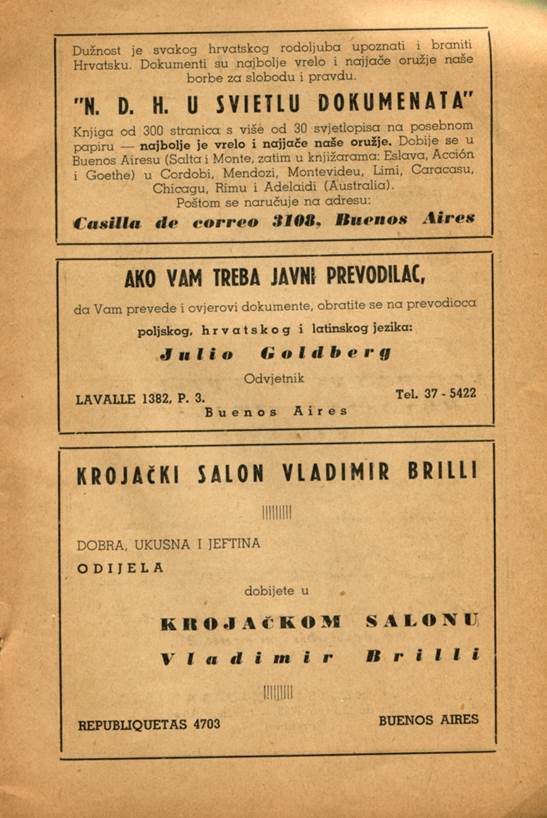 Dužnost je svakog hrvatskog rodoljuba upoznati i braniti
Hrvatsku. Dokumenti su najbolje vrelo i najjače oružje naše
borbe za slobodu i pravdu.
"N. D. H. U SVIETLU DOKUMENATA"
Knjiga od 300 stranica s više od 30 svjetlopisa na posebnom
papiru — najbolje je vrelo i najjače naše oružje. Dobije se u
Buenos Airesu (Salta i Monte, zatim u knjižarama: Eslava, Acción
i Goethe) u Cordobi, Mendozi, Montevideu, Limi, Caracasu,
Chicagu, Rimu i Adelaidi (Australia).
Poštom se naručuje na adresu:
Casilla de correo 3108, Buenos Aires
AKO VAM TREBA JAVNI PREVODILAC,
da Vam prevede i ovjerovi dokumente, obratite se na prevodioca
poljskog, hrvatskog i latinskog jezika:
Julio Goldberg
Odvjetnik
LAVALLE 1382, P. 3. Tel. 37 - 5422
Buenos Aires
KROJAČKI SALON VLADIMIR BRILLI
DOBRA, UKUSNA I JEFTINA
ODIJELA
dobijete u
KROJAČKOM SALONU
Vladimir Brilli
REPUBLIQUETAS 4703 BUENOS AIRES